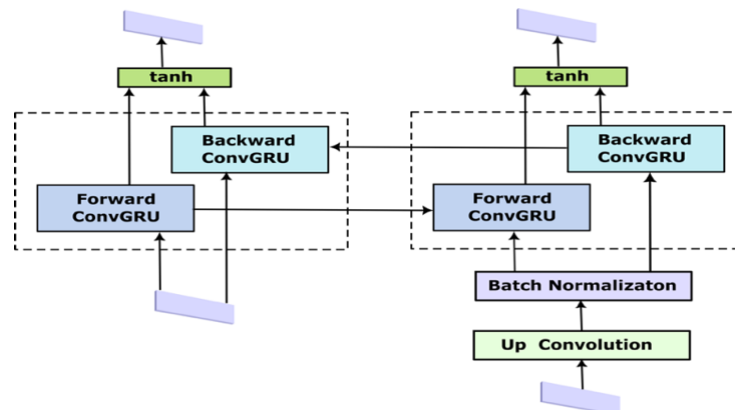 tanh
tanh
Backward
ConvGRU
Backward
ConvGRU
Forward
ConvGRU
Forward
ConvGRU
Batch Normalizaton
Up Convolution